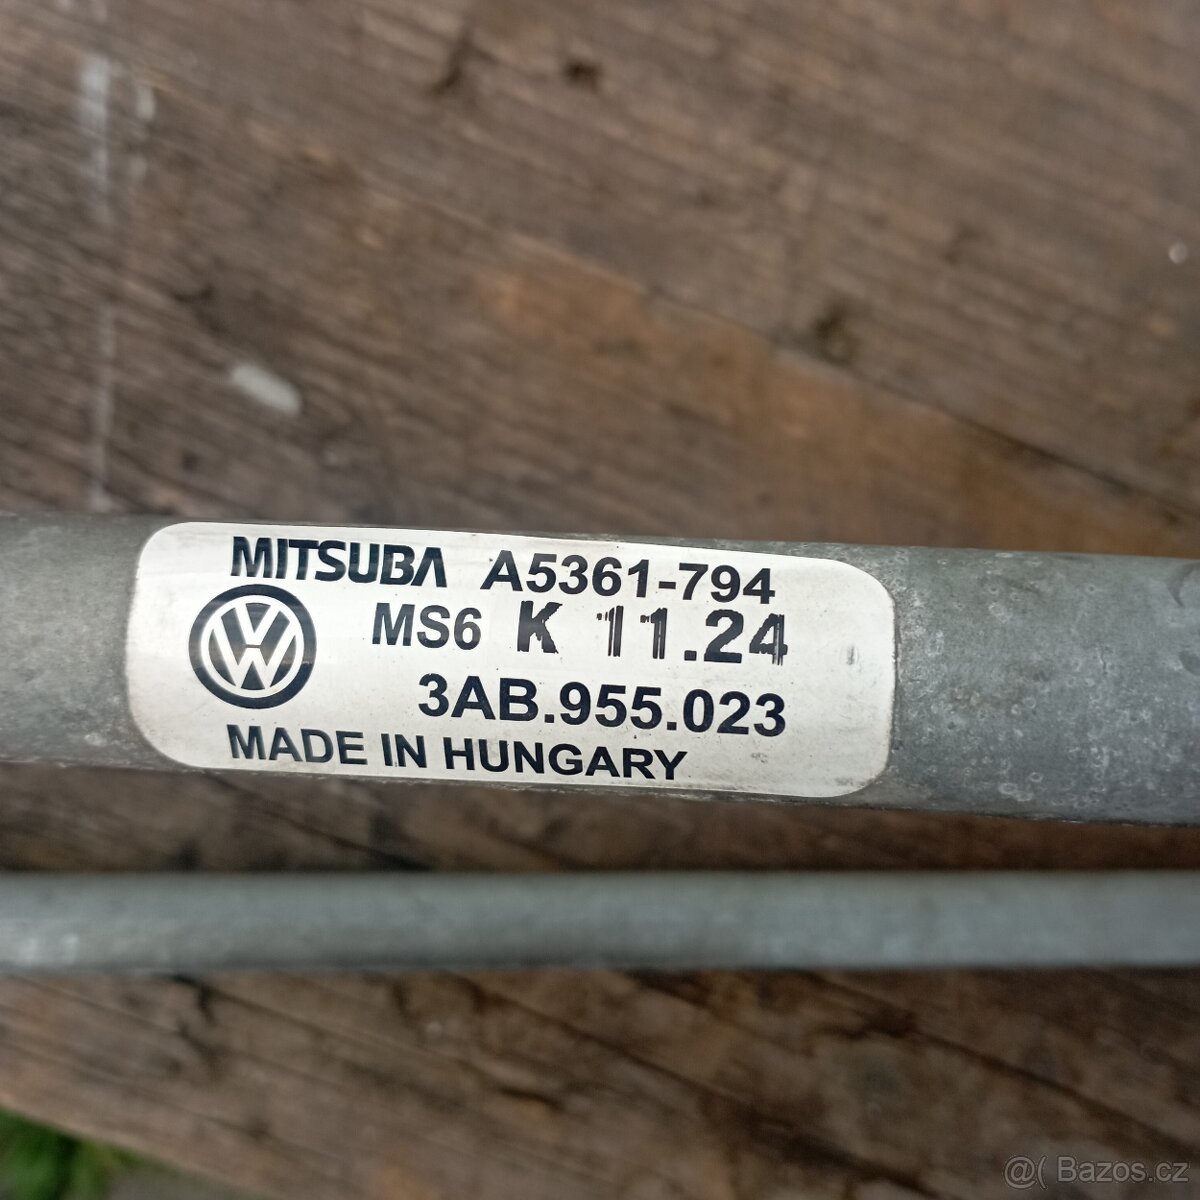 MITSUBA A5361-794
MS6 K 11.24
3AB.955.023
MADE IN HUNGARY
@( Bazos.cz